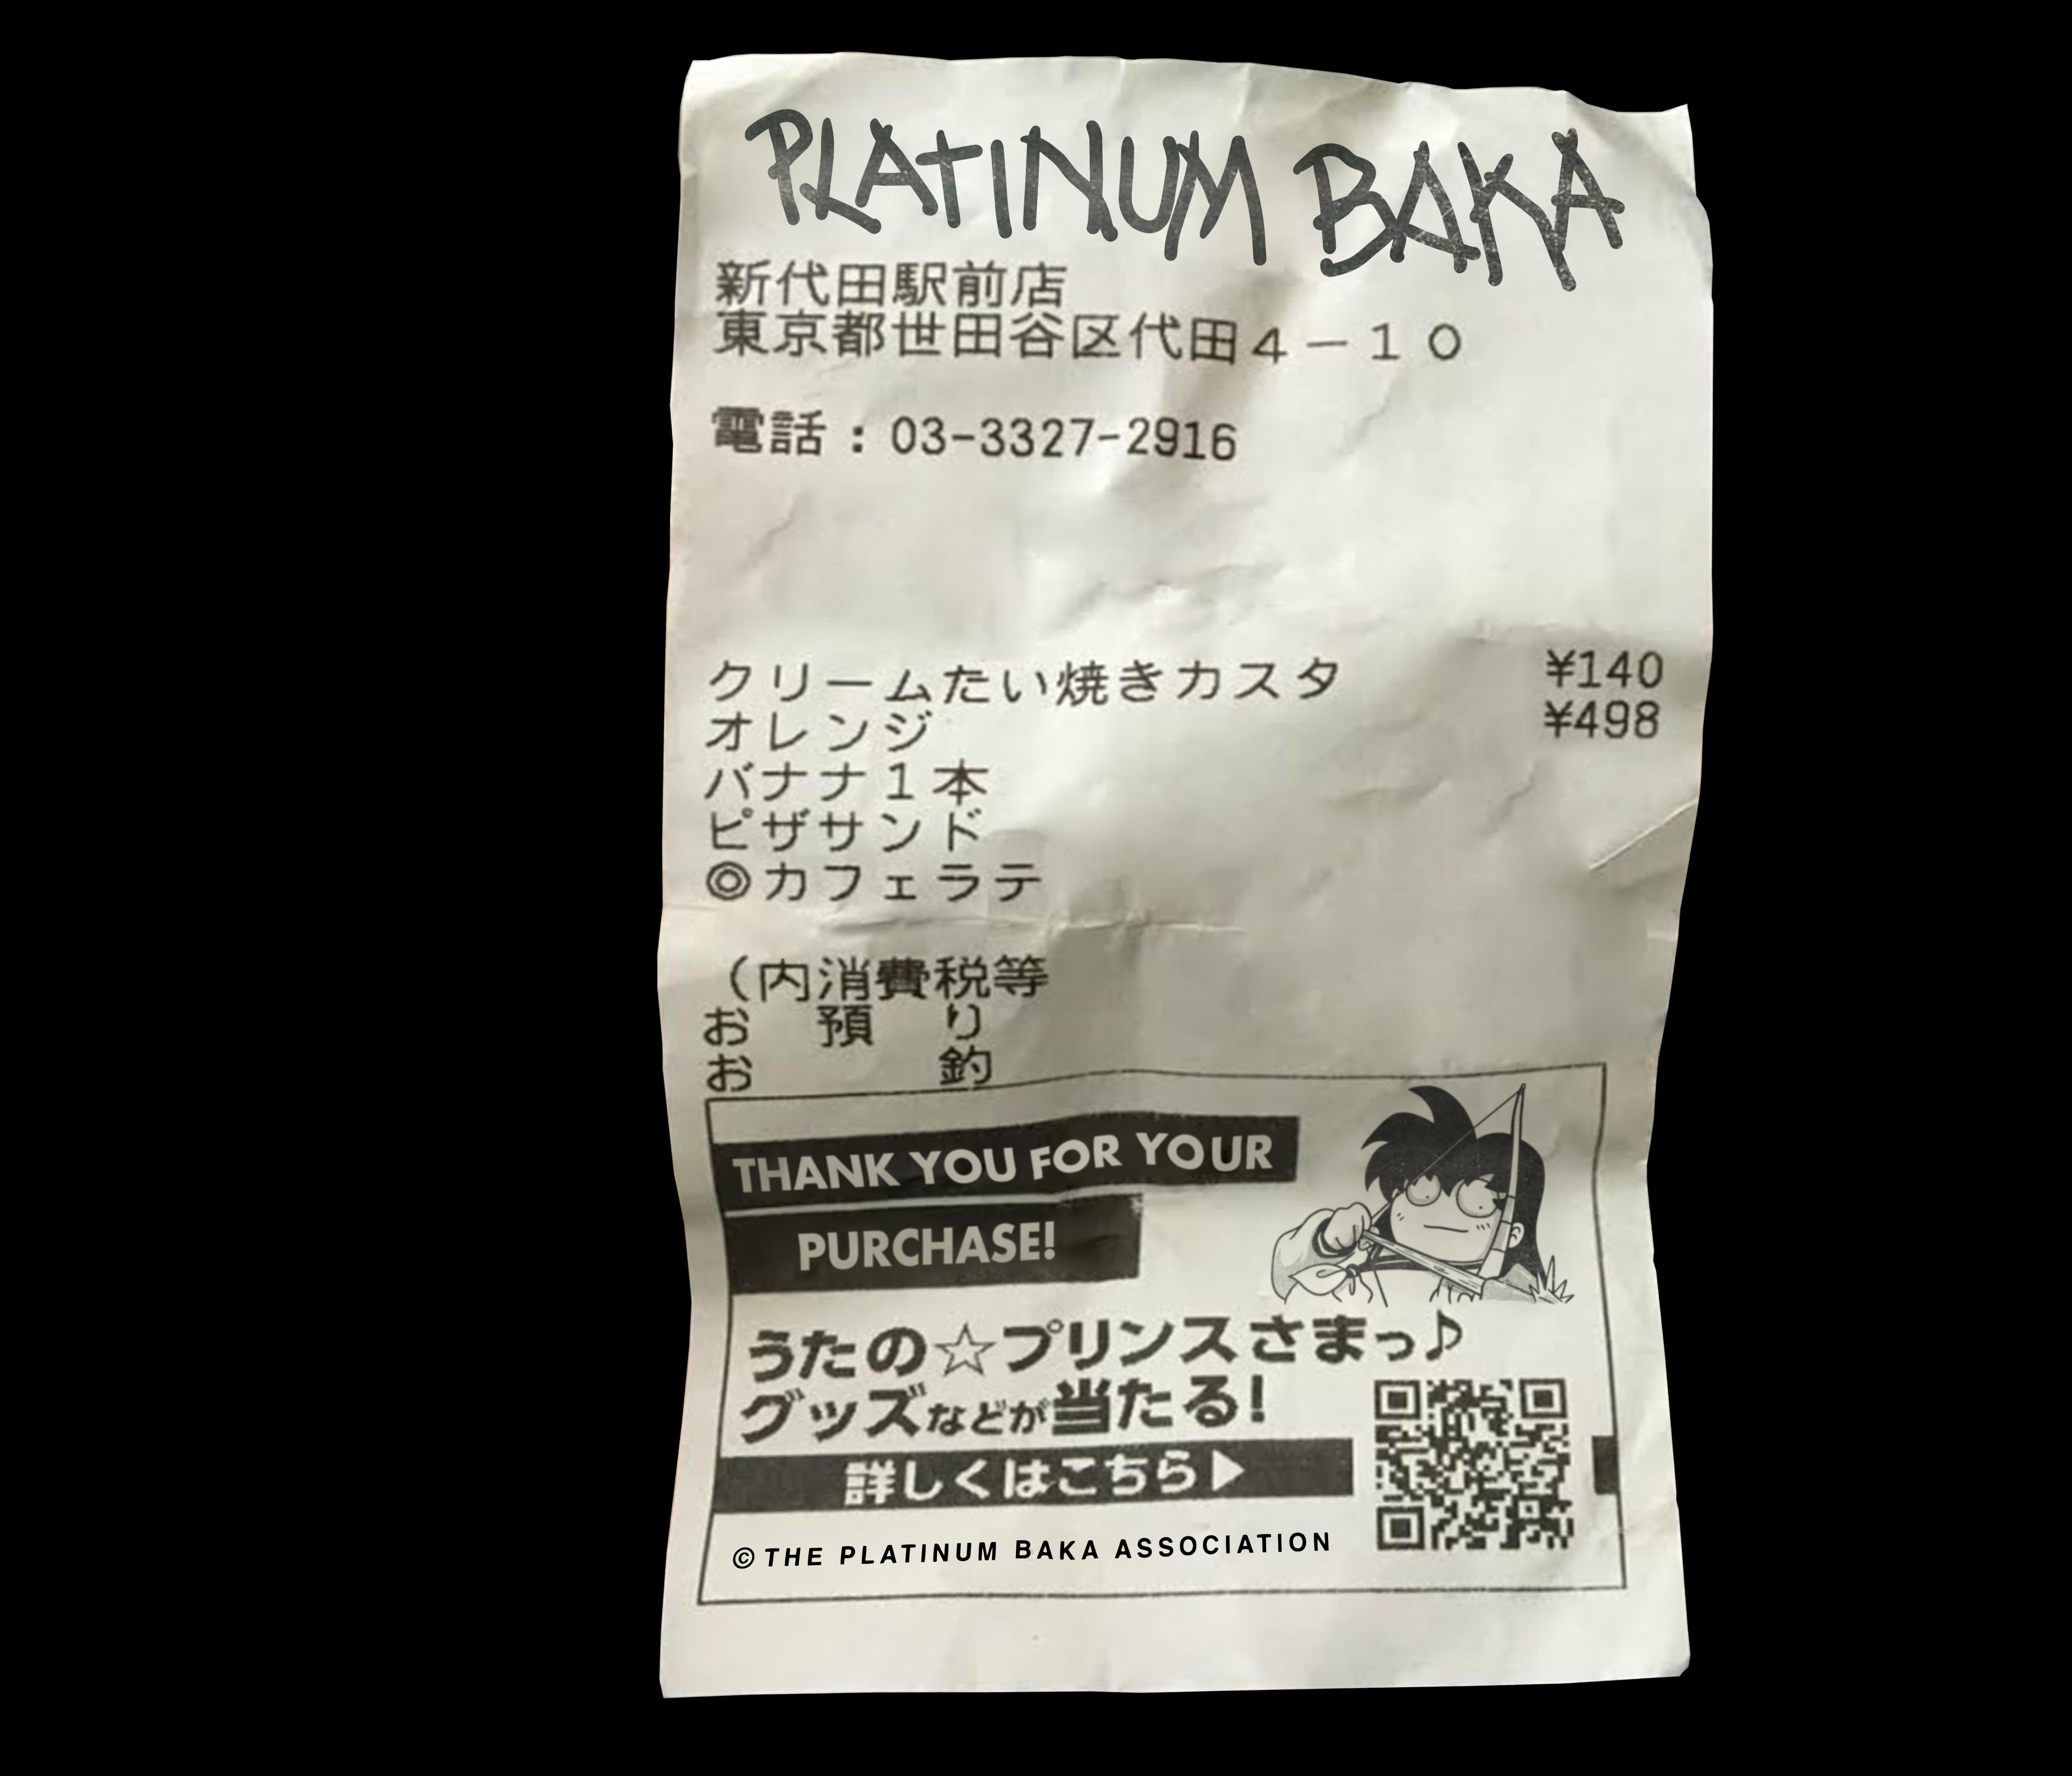 PLATINUM BAKA
新代田駅前店
東京都世田谷区代田4－10
電話：03-3327-2916
クリームたい焼きカスタ ¥140
オレンジ ¥498
バナナ1本
ピザサンド
◎カフェラテ
（内消費税等
お預り
お釣
THANK YOU FOR YOUR
PURCHASE!
うたの☆プリンスさまっ♪
グッズなどが当たる!
詳しくはこちら▶
©THE PLATINUM BAKA ASSOCIATION